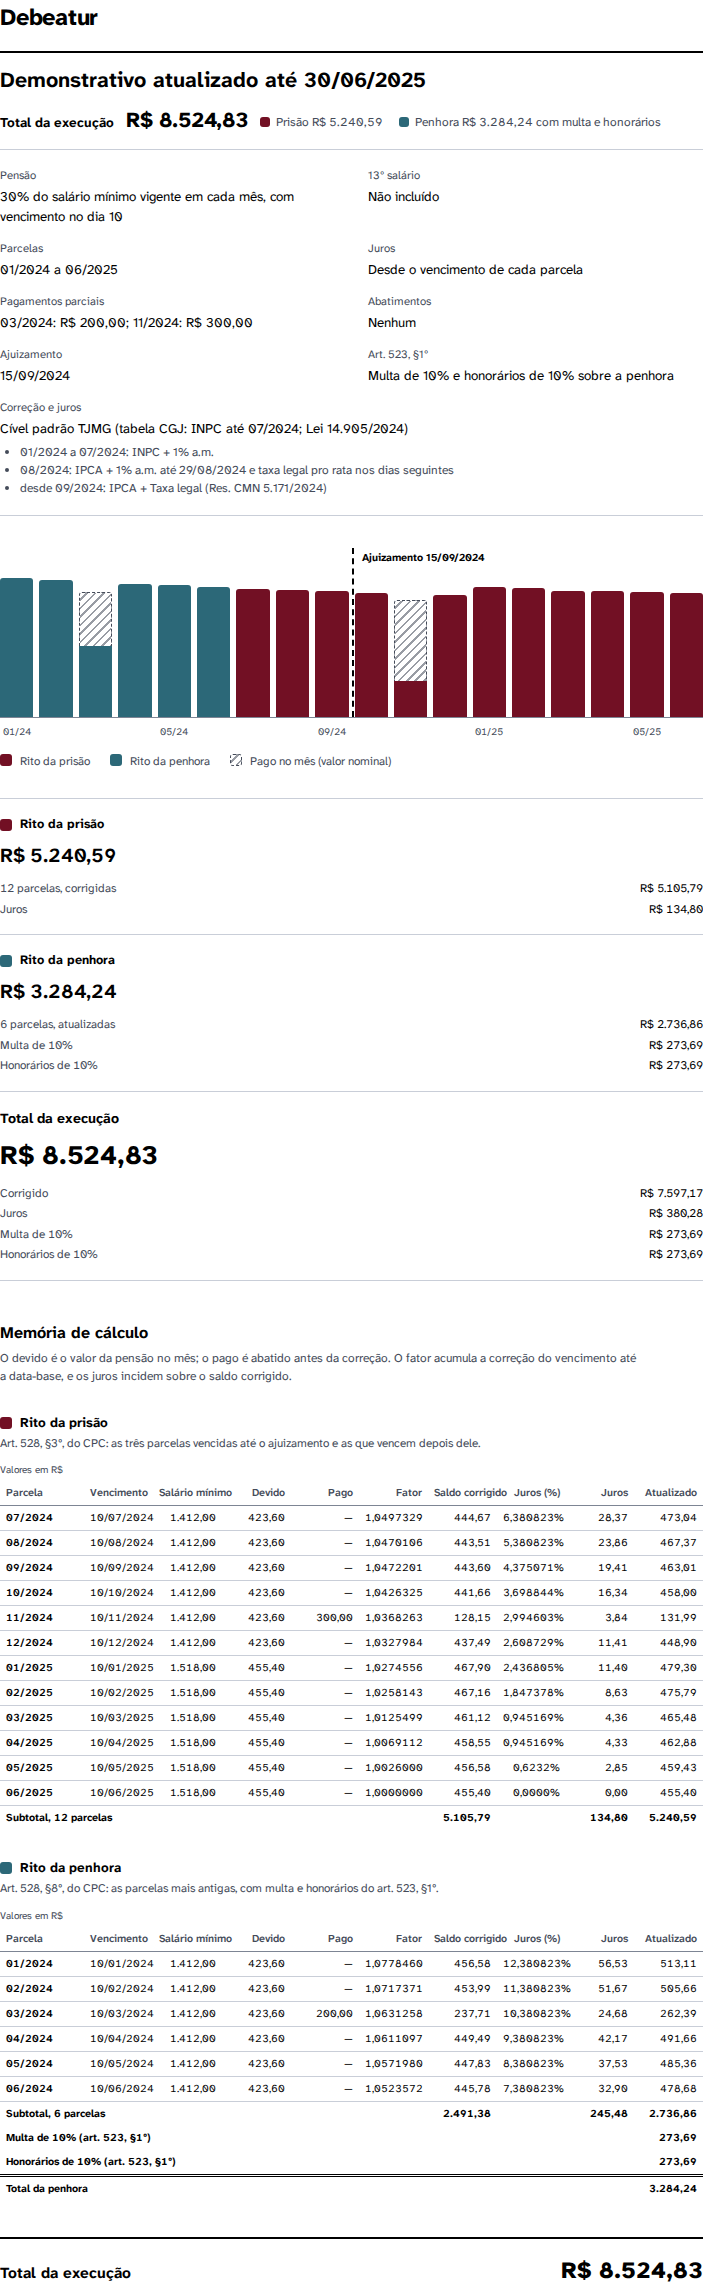 Debeatur
Demonstrativo atualizado até 30/06/2025
Total da execução R$ 8.524,83 Prisão R$ 5.240,59 Penhora R$ 3.284,24 com multa e honorários
Pensão
30% do salário mínimo vigente em cada mês, com
vencimento no dia 10
13º salário
Não incluído
Parcelas
01/2024 a 06/2025
Juros
Desde o vencimento de cada parcela
Pagamentos parciais
03/2024: R$ 200,00; 11/2024: R$ 300,00
Abatimentos
Nenhum
Ajuizamento
15/09/2024
Art. 523, §1º
Multa de 10% e honorários de 10% sobre a penhora
Correção e juros
Cível padrão TJMG (tabela CGJ: INPC até 07/2024; Lei 14.905/2024)
• 01/2024 a 07/2024: INPC + 1% a.m.
• 08/2024: IPCA + 1% a.m. até 29/08/2024 e taxa legal pro rata nos dias seguintes
• desde 09/2024: IPCA + Taxa legal (Res. CMN 5.171/2024)
Ajuizamento 15/09/2024
01/24 05/24 09/24 01/25 05/25
Rito da prisão Rito da penhora Pago no mês (valor nominal)
Rito da prisão
R$ 5.240,59
12 parcelas, corrigidas R$ 5.105,79
Juros R$ 134,80
Rito da penhora
R$ 3.284,24
6 parcelas, atualizadas R$ 2.736,86
Multa de 10% R$ 273,69
Honorários de 10% R$ 273,69
Total da execução
R$ 8.524,83
Corrigido R$ 7.597,17
Juros R$ 380,28
Multa de 10% R$ 273,69
Honorários de 10% R$ 273,69
Memória de cálculo
O devido é o valor da pensão no mês; o pago é abatido antes da correção. O fator acumula a correção do vencimento até
a data-base, e os juros incidem sobre o saldo corrigido.
Rito da prisão
Art. 528, §3º, do CPC: as três parcelas vencidas até o ajuizamento e as que vencem depois dele.
Valores em R$
Parcela Vencimento Salário mínimo Devido Pago Fator Saldo corrigido Juros (%) Juros Atualizado
07/2024 10/07/2024 1.412,00 423,60 — 1,0497329 444,67 6,380823% 28,37 473,04
08/2024 10/08/2024 1.412,00 423,60 — 1,0470106 443,51 5,380823% 23,86 467,37
09/2024 10/09/2024 1.412,00 423,60 — 1,0472201 443,60 4,375071% 19,41 463,01
10/2024 10/10/2024 1.412,00 423,60 — 1,0426325 441,66 3,698844% 16,34 458,00
11/2024 10/11/2024 1.412,00 423,60 300,00 1,0368263 128,15 2,994603% 3,84 131,99
12/2024 10/12/2024 1.412,00 423,60 — 1,0327984 437,49 2,608729% 11,41 448,90
01/2025 10/01/2025 1.518,00 455,40 — 1,0274556 467,90 2,436805% 11,40 479,30
02/2025 10/02/2025 1.518,00 455,40 — 1,0258143 467,16 1,847378% 8,63 475,79
03/2025 10/03/2025 1.518,00 455,40 — 1,0125499 461,12 0,945169% 4,36 465,48
04/2025 10/04/2025 1.518,00 455,40 — 1,0069112 458,55 0,945169% 4,33 462,88
05/2025 10/05/2025 1.518,00 455,40 — 1,0026000 456,58 0,6232% 2,85 459,43
06/2025 10/06/2025 1.518,00 455,40 — 1,0000000 455,40 0,0000% 0,00 455,40
Subtotal, 12 parcelas 5.105,79 134,80 5.240,59
Rito da penhora
Art. 528, §8º, do CPC: as parcelas mais antigas, com multa e honorários do art. 523, §1º.
Valores em R$
Parcela Vencimento Salário mínimo Devido Pago Fator Saldo corrigido Juros (%) Juros Atualizado
01/2024 10/01/2024 1.412,00 423,60 — 1,0778460 456,58 12,380823% 56,53 513,11
02/2024 10/02/2024 1.412,00 423,60 — 1,0717371 453,99 11,380823% 51,67 505,66
03/2024 10/03/2024 1.412,00 423,60 200,00 1,0631258 237,71 10,380823% 24,68 262,39
04/2024 10/04/2024 1.412,00 423,60 — 1,0611097 449,49 9,380823% 42,17 491,66
05/2024 10/05/2024 1.412,00 423,60 — 1,0571980 447,83 8,380823% 37,53 485,36
06/2024 10/06/2024 1.412,00 423,60 — 1,0523572 445,78 7,380823% 32,90 478,68
Subtotal, 6 parcelas 2.491,38 245,48 2.736,86
Multa de 10% (art. 523, §1º) 273,69
Honorários de 10% (art. 523, §1º) 273,69
Total da penhora 3.284,24
Total da execução R$ 8.524,83